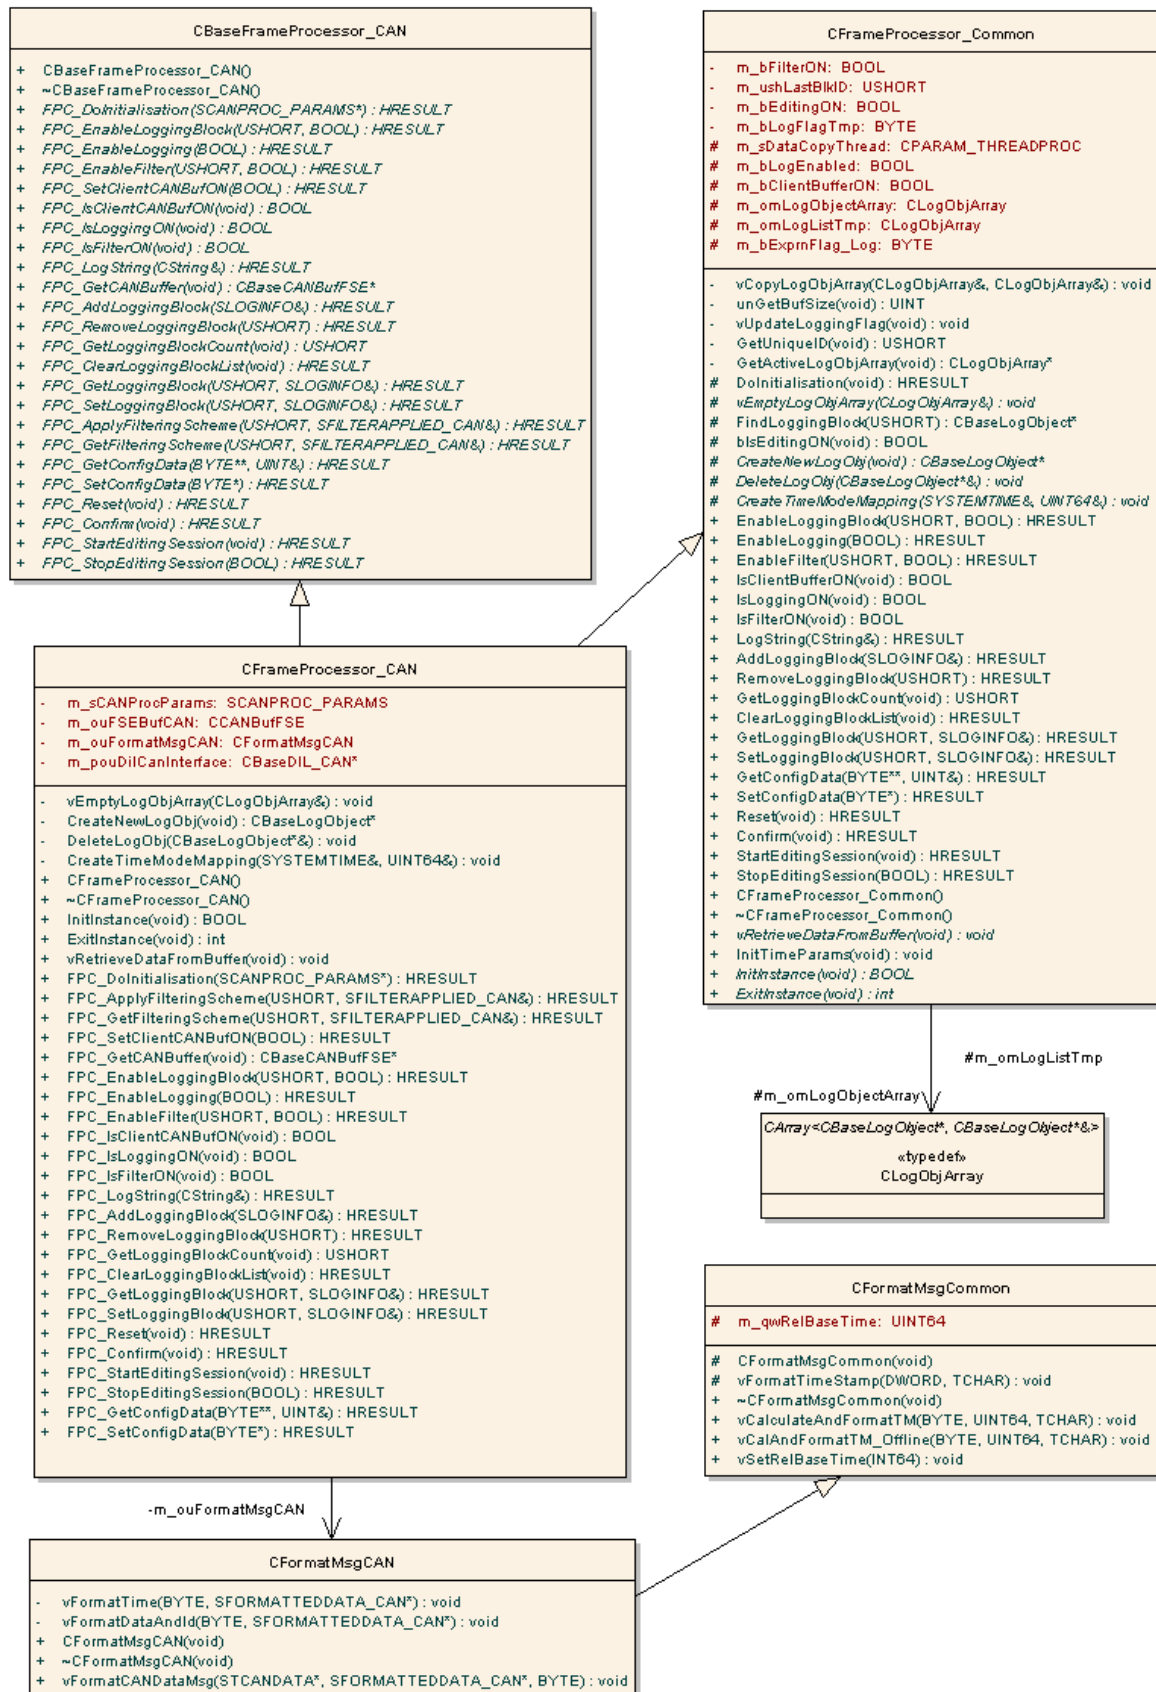 CBaseFrameProcessor_CAN
+ CBaseFrameProcessor_CAN()
+ ~CBaseFrameProcessor_CAN()
+ FPC_DoInitialisation(SCANPROC_PARAMS*) : HRESULT
+ FPC_EnableLoggingBlock(USHORT, BOOL) : HRESULT
+ FPC_EnableLogging(BOOL) : HRESULT
+ FPC_EnableFilter(USHORT, BOOL) : HRESULT
+ FPC_SetClientCANBufON(BOOL) : HRESULT
+ FPC_IsClientCANBufON(void) : BOOL
+ FPC_IsLoggingON(void) : BOOL
+ FPC_IsFilterON(void) : BOOL
+ FPC_LogString(CString&) : HRESULT
+ FPC_GetCANBuffer(void) : CBaseCANBufFSE*
+ FPC_AddLoggingBlock(SLOGINFO&) : HRESULT
+ FPC_RemoveLoggingBlock(USHORT) : HRESULT
+ FPC_GetLoggingBlockCount(void) : USHORT
+ FPC_ClearLoggingBlockList(void) : HRESULT
+ FPC_GetLoggingBlock(USHORT, SLOGINFO&) : HRESULT
+ FPC_SetLoggingBlock(USHORT, SLOGINFO&) : HRESULT
+ FPC_ApplyFilteringScheme(USHORT, SFILTERAPPLIED_CAN&) : HRESULT
+ FPC_GetFilteringScheme(USHORT, SFILTERAPPLIED_CAN&) : HRESULT
+ FPC_GetConfigData(BYTE**, UINT&) : HRESULT
+ FPC_SetConfigData(BYTE*) : HRESULT
+ FPC_Reset(void) : HRESULT
+ FPC_Confirm(void) : HRESULT
+ FPC_StartEditingSession(void) : HRESULT
+ FPC_StopEditingSession(BOOL) : HRESULT
CFrameProcessor_Common
- m_bFilterON: BOOL
- m_ushLastBlkID: USHORT
- m_bEditingON: BOOL
- m_bLogFlagTmp: BYTE
# m_sDataCopyThread: CPARAM_THREADPROC
# m_bLogEnabled: BOOL
# m_bClientBufferON: BOOL
# m_omLogObjectArray: CLogObjArray
# m_omLogListTmp: CLogObjArray
# m_bExprnFlag_Log: BYTE
- vCopyLogObjArray(CLogObjArray&, CLogObjArray&) : void
- unGetBufSize(void) : UINT
- vUpdateLoggingFlag(void) : void
- GetUniqueID(void) : USHORT
- GetActiveLogObjArray(void) : CLogObjArray*
# DoInitialisation(void) : HRESULT
# vEmptyLogObjArray(CLogObjArray&) : void
# FindLoggingBlock(USHORT) : CBaseLogObject*
# bIsEditingON(void) : BOOL
# CreateNewLogObj(void) : CBaseLogObject*
# DeleteLogObj(CBaseLogObject*&) : void
# CreateTimeModeMapping(SYSTEMTIME&, UINT64&) : void
+ EnableLoggingBlock(USHORT, BOOL) : HRESULT
+ EnableLogging(BOOL) : HRESULT
+ EnableFilter(USHORT, BOOL) : HRESULT
+ IsClientBufferON(void) : BOOL
+ IsLoggingON(void) : BOOL
+ IsFilterON(void) : BOOL
+ LogString(CString&) : HRESULT
+ AddLoggingBlock(SLOGINFO&) : HRESULT
+ RemoveLoggingBlock(USHORT) : HRESULT
+ GetLoggingBlockCount(void) : USHORT
+ ClearLoggingBlockList(void) : HRESULT
+ GetLoggingBlock(USHORT, SLOGINFO&) : HRESULT
+ SetLoggingBlock(USHORT, SLOGINFO&) : HRESULT
+ GetConfigData(BYTE**, UINT&) : HRESULT
+ SetConfigData(BYTE*) : HRESULT
+ Reset(void) : HRESULT
+ Confirm(void) : HRESULT
+ StartEditingSession(void) : HRESULT
+ StopEditingSession(BOOL) : HRESULT
+ CFrameProcessor_Common()
+ ~CFrameProcessor_Common()
+ vRetrieveDataFromBuffer(void) : void
+ InitTimeParams(void) : void
+ InitInstance(void) : BOOL
+ ExitInstance(void) : int
CFrameProcessor_CAN
- m_sCANProcParams: SCANPROC_PARAMS
- m_ouFSEBufCAN: CCANBufFSE
- m_ouFormatMsgCAN: CFormatMsgCAN
- m_pouDilCanInterface: CBaseDIL_CAN*
- vEmptyLogObjArray(CLogObjArray&) : void
- CreateNewLogObj(void) : CBaseLogObject*
- DeleteLogObj(CBaseLogObject*&) : void
- CreateTimeModeMapping(SYSTEMTIME&, UINT64&) : void
+ CFrameProcessor_CAN()
+ ~CFrameProcessor_CAN()
+ InitInstance(void) : BOOL
+ ExitInstance(void) : int
+ vRetrieveDataFromBuffer(void) : void
+ FPC_DoInitialisation(SCANPROC_PARAMS*) : HRESULT
+ FPC_ApplyFilteringScheme(USHORT, SFILTERAPPLIED_CAN&) : HRESULT
+ FPC_GetFilteringScheme(USHORT, SFILTERAPPLIED_CAN&) : HRESULT
+ FPC_SetClientCANBufON(BOOL) : HRESULT
+ FPC_GetCANBuffer(void) : CBaseCANBufFSE*
+ FPC_EnableLoggingBlock(USHORT, BOOL) : HRESULT
+ FPC_EnableLogging(BOOL) : HRESULT
+ FPC_EnableFilter(USHORT, BOOL) : HRESULT
+ FPC_IsClientCANBufON(void) : BOOL
+ FPC_IsLoggingON(void) : BOOL
+ FPC_IsFilterON(void) : BOOL
+ FPC_LogString(CString&) : HRESULT
+ FPC_AddLoggingBlock(SLOGINFO&) : HRESULT
+ FPC_RemoveLoggingBlock(USHORT) : HRESULT
+ FPC_GetLoggingBlockCount(void) : USHORT
+ FPC_ClearLoggingBlockList(void) : HRESULT
+ FPC_GetLoggingBlock(USHORT, SLOGINFO&) : HRESULT
+ FPC_SetLoggingBlock(USHORT, SLOGINFO&) : HRESULT
+ FPC_Reset(void) : HRESULT
+ FPC_Confirm(void) : HRESULT
+ FPC_StartEditingSession(void) : HRESULT
+ FPC_StopEditingSession(BOOL) : HRESULT
+ FPC_GetConfigData(BYTE**, UINT&) : HRESULT
+ FPC_SetConfigData(BYTE*) : HRESULT
#m_omLogListTmp
#m_omLogObjectArray
CArray<CBaseLogObject*, CBaseLogObject*&>
«typedef»
CLogObjArray
CFormatMsgCommon
# m_qwRelBaseTime: UINT64
# CFormatMsgCommon(void)
# vFormatTimeStamp(DWORD, TCHAR) : void
+ ~CFormatMsgCommon(void)
+ vCalculateAndFormatTM(BYTE, UINT64, TCHAR) : void
+ vCalAndFormatTM_Offline(BYTE, UINT64, TCHAR) : void
+ vSetRelBaseTime(INT64) : void
-m_ouFormatMsgCAN
CFormatMsgCAN
- vFormatTime(BYTE, SFORMATTEDDATA_CAN*) : void
- vFormatDataAndId(BYTE, SFORMATTEDDATA_CAN*) : void
+ CFormatMsgCAN(void)
+ ~CFormatMsgCAN(void)
+ vFormatCANDataMsg(STCANDATA*, SFORMATTEDDATA_CAN*, BYTE) : void